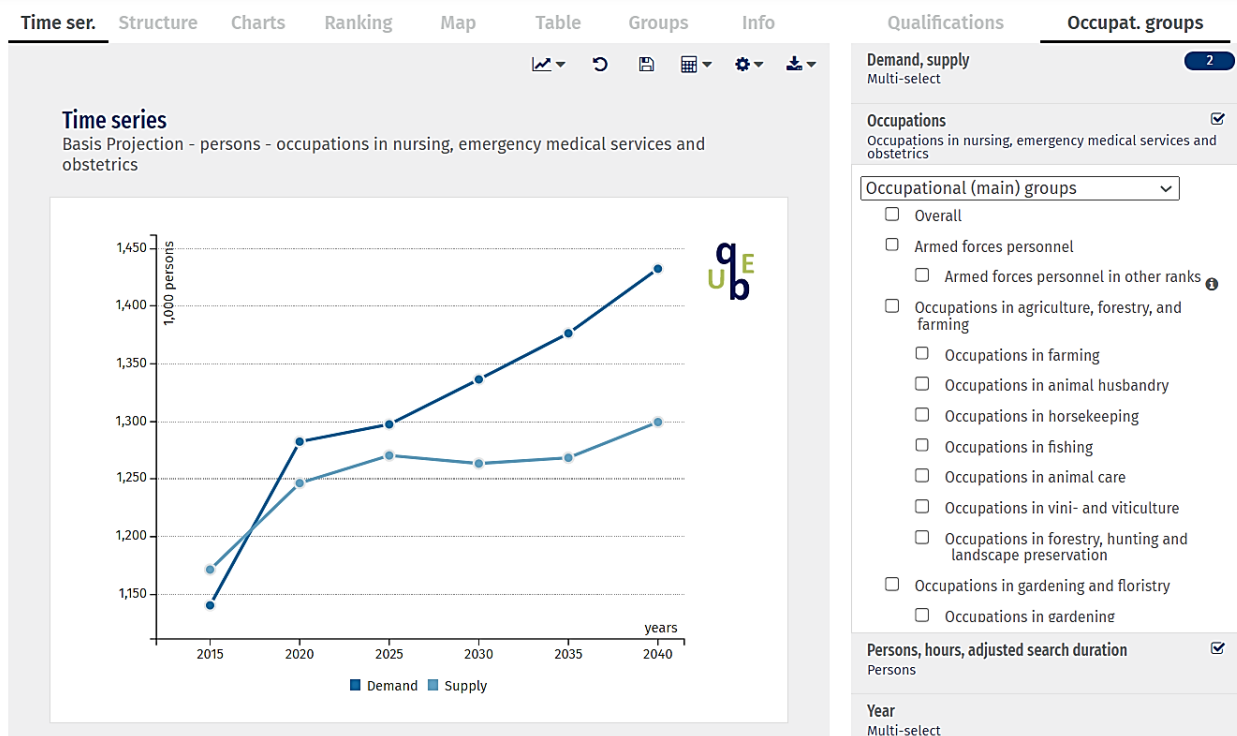 Time ser. Structure Charts Ranking Map Table Groups Info
Qualifications Occupat. groups
Time series
Basis Projection - persons - occupations in nursing, emergency medical services and
obstetrics
1,000 persons
1,450
1,400
1,350
1,300
1,250
1,200
1,150
years
2015 2020 2025 2030 2035 2040
Demand Supply
q
U E
b
Demand, supply 2
Multi-select
Occupations
Occupations in nursing, emergency medical services and
obstetrics
Occupational (main) groups
Overall
Armed forces personnel
Armed forces personnel in other ranks
Occupations in agriculture, forestry, and
farming
Occupations in farming
Occupations in animal husbandry
Occupations in horsekeeping
Occupations in fishing
Occupations in animal care
Occupations in vini- and viticulture
Occupations in forestry, hunting and
landscape preservation
Occupations in gardening and floristry
Occupations in gardening
Persons, hours, adjusted search duration
Persons
Year
Multi-select